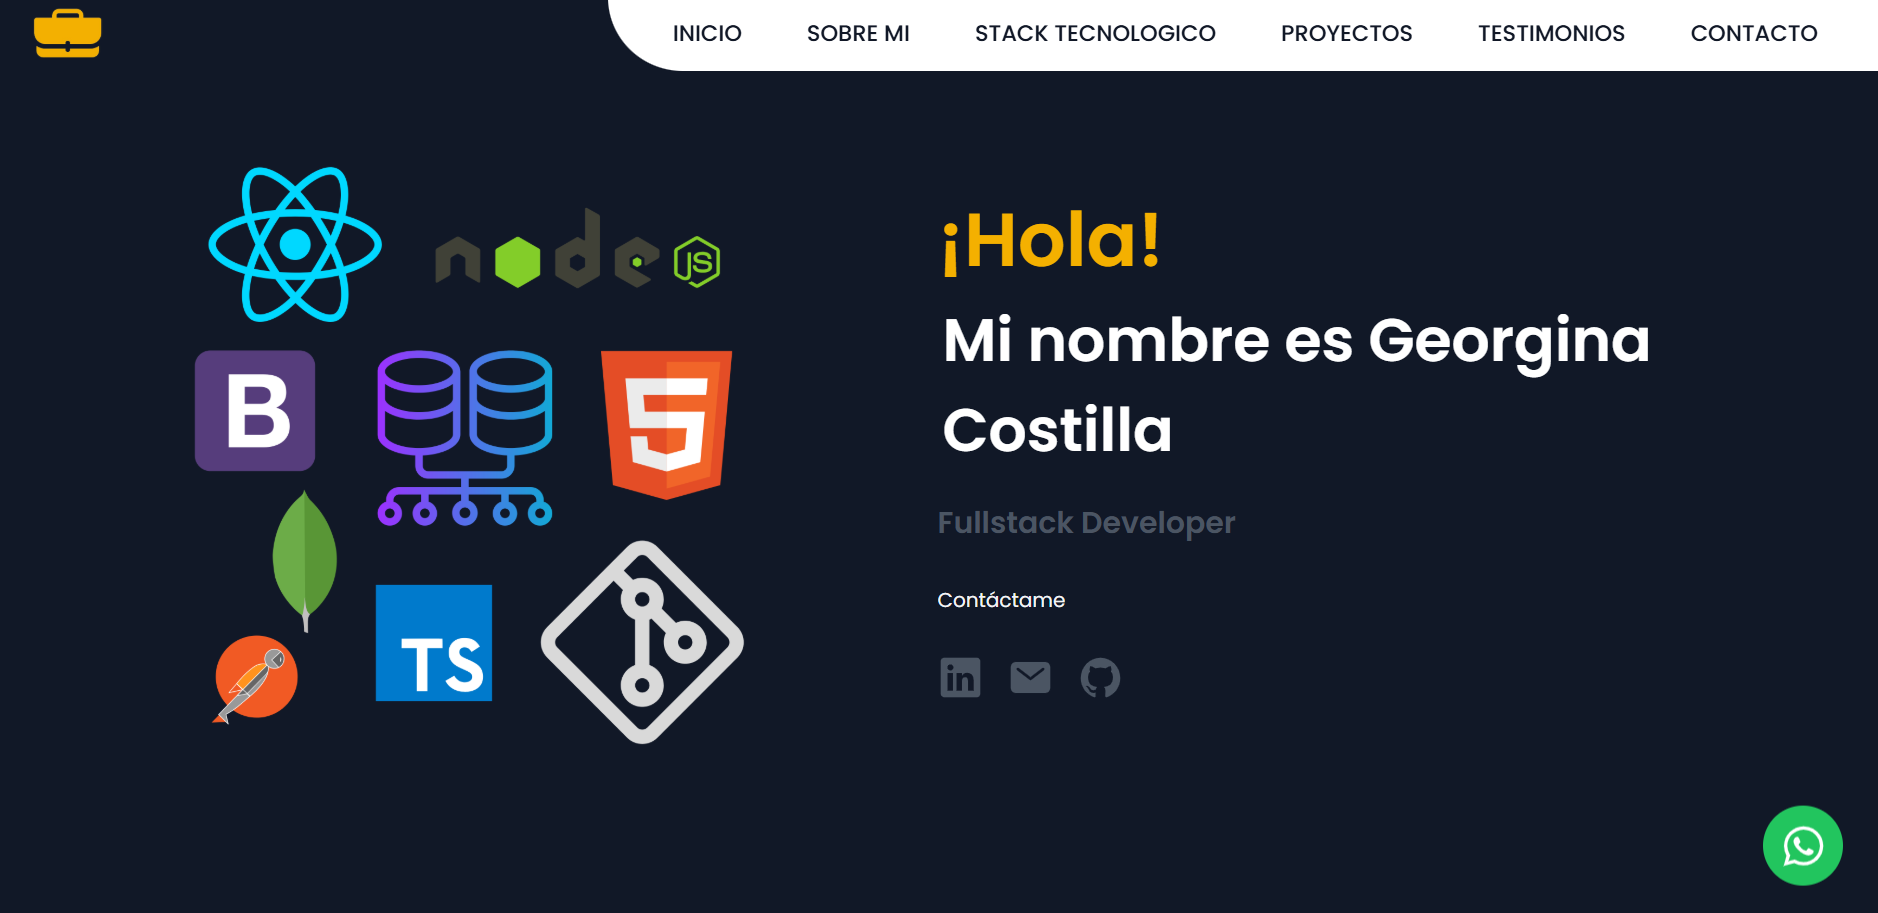 INICIO SOBRE MI STACK TECNOLOGICO PROYECTOS TESTIMONIOS CONTACTO
node JS
B
5
TS
¡Hola!
Mi nombre es Georgina
Costilla
Fullstack Developer
Contáctame
in